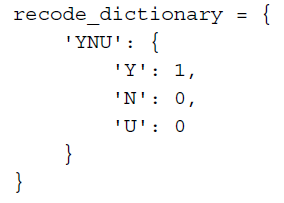 recode_dictionary = {
    'YNU': {
        'Y': 1,
        'N': 0,
        'U': 0
    }
}